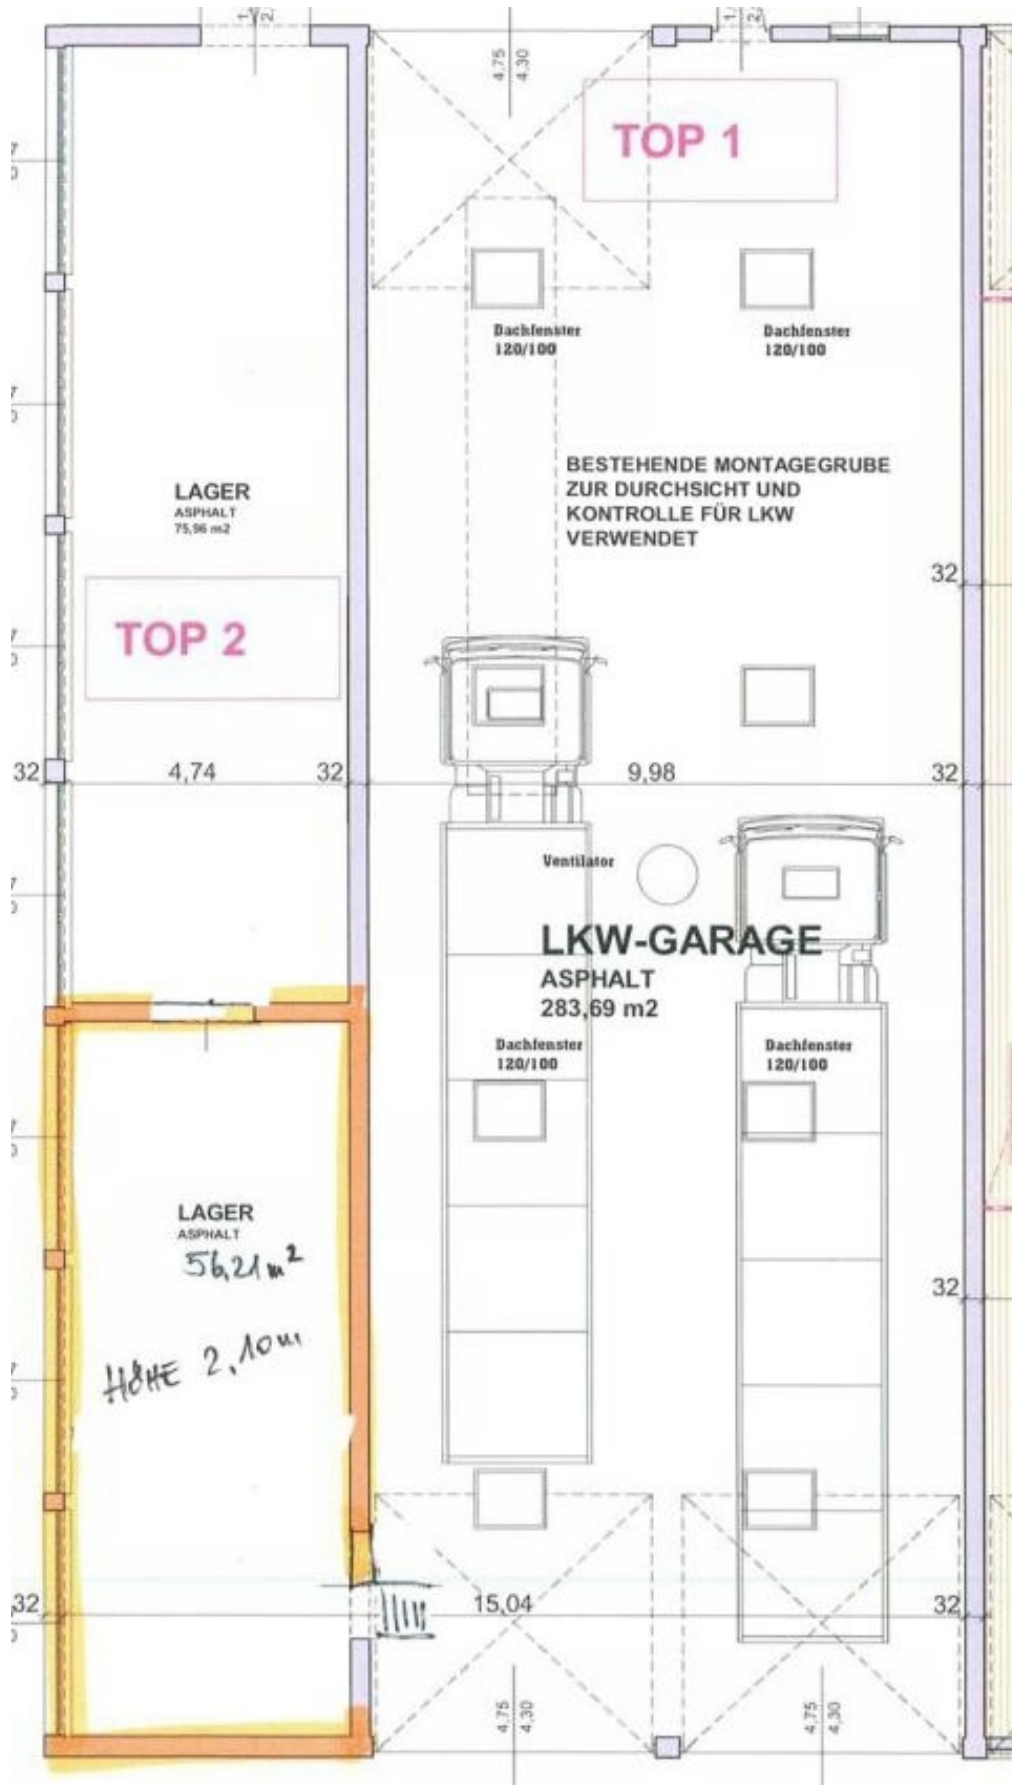 4,75
4,30
TOP 1
Dachfenster
120/100
Dachfenster
120/100
BESTEHENDE MONTAGEGRUBE
ZUR DURCHSICHT UND
KONTROLLE FÜR LKW
VERWENDET
LAGER
ASPHALT
75,96 m2
32
TOP 2
32
4,74
32
9,98
32
Ventilator
LKW-GARAGE
ASPHALT
283,69 m2
Dachfenster
120/100
Dachfenster
120/100
LAGER
ASPHALT
56,21 m²
32
HÖHE 2,10m
32
15,04
32
4,75
4,30
4,75
4,30